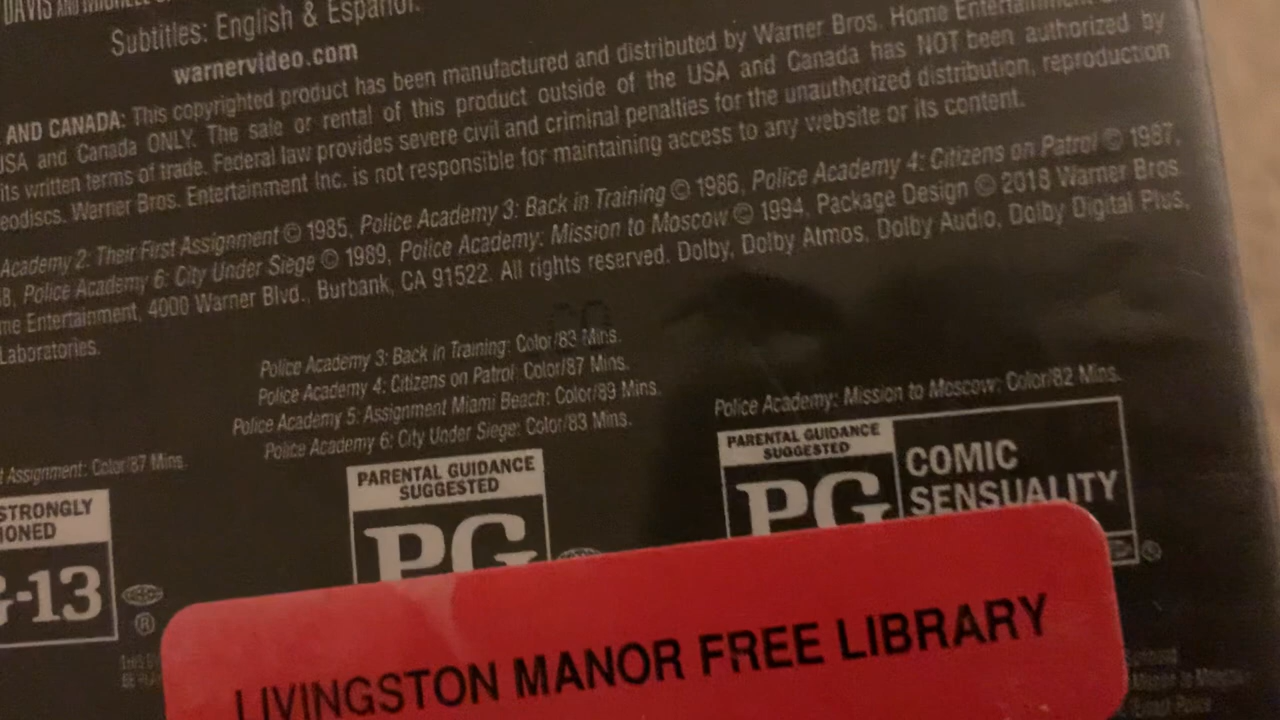 DAVIS AND
Subtitles: English & Español.
warnervideo.com
AND CANADA: This copyrighted product has been manufactured and distributed by Warner Bros. Home
USA and Canada ONLY. The sale or rental of this product outside of the USA and Canada has NOT been authorized by
its written terms of trade. Federal law provides severe civil and criminal penalties for the unauthorized distribution, reproduction
eodiscs. Warner Bros. Entertainment Inc. is not responsible for maintaining access to any website or its content.
Academy 2: Their First Assignment © 1985, Police Academy 3: Back in Training © 1986, Police Academy 4: Citizens on Patrol © 1987,
8, Police Academy 6: City Under Siege © 1989, Police Academy: Mission to Moscow © 1994, Package Design © 2018 Warner Bros.
me Entertainment, 4000 Warner Blvd., Burbank, CA 91522. All rights reserved. Dolby, Dolby Atmos, Dolby Audio, Dolby Digital Plus,
Laboratories.
Police Academy 3: Back in Training: Color/83 Mins.
Police Academy 4: Citizens on Patrol: Color/87 Mins.
Police Academy 5: Assignment Miami Beach: Color/89 Mins.
Police Academy 6: City Under Siege: Color/83 Mins.
Police Academy: Mission to Moscow: Color/82 Mins.
t Assignment: Color/87 Mins.
STRONGLY
IONED
G-13
®
PARENTAL GUIDANCE
SUGGESTED
PG
PARENTAL GUIDANCE
SUGGESTED
PG
COMIC
SENSUALITY
®
LIVINGSTON MANOR FREE LIBRARY